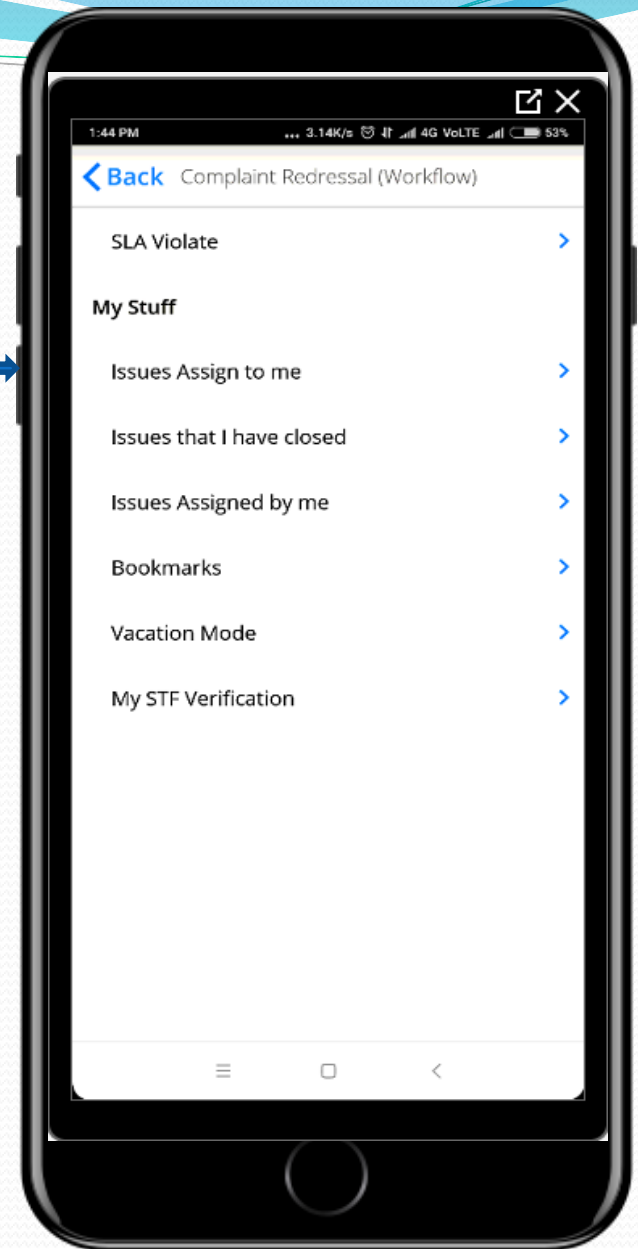 1:44 PM ... 3.14K/s 4G VoLTE 53%
Back Complaint Redressal (Workflow)
SLA Violate
My Stuff
Issues Assign to me
Issues that I have closed
Issues Assigned by me
Bookmarks
Vacation Mode
My STF Verification